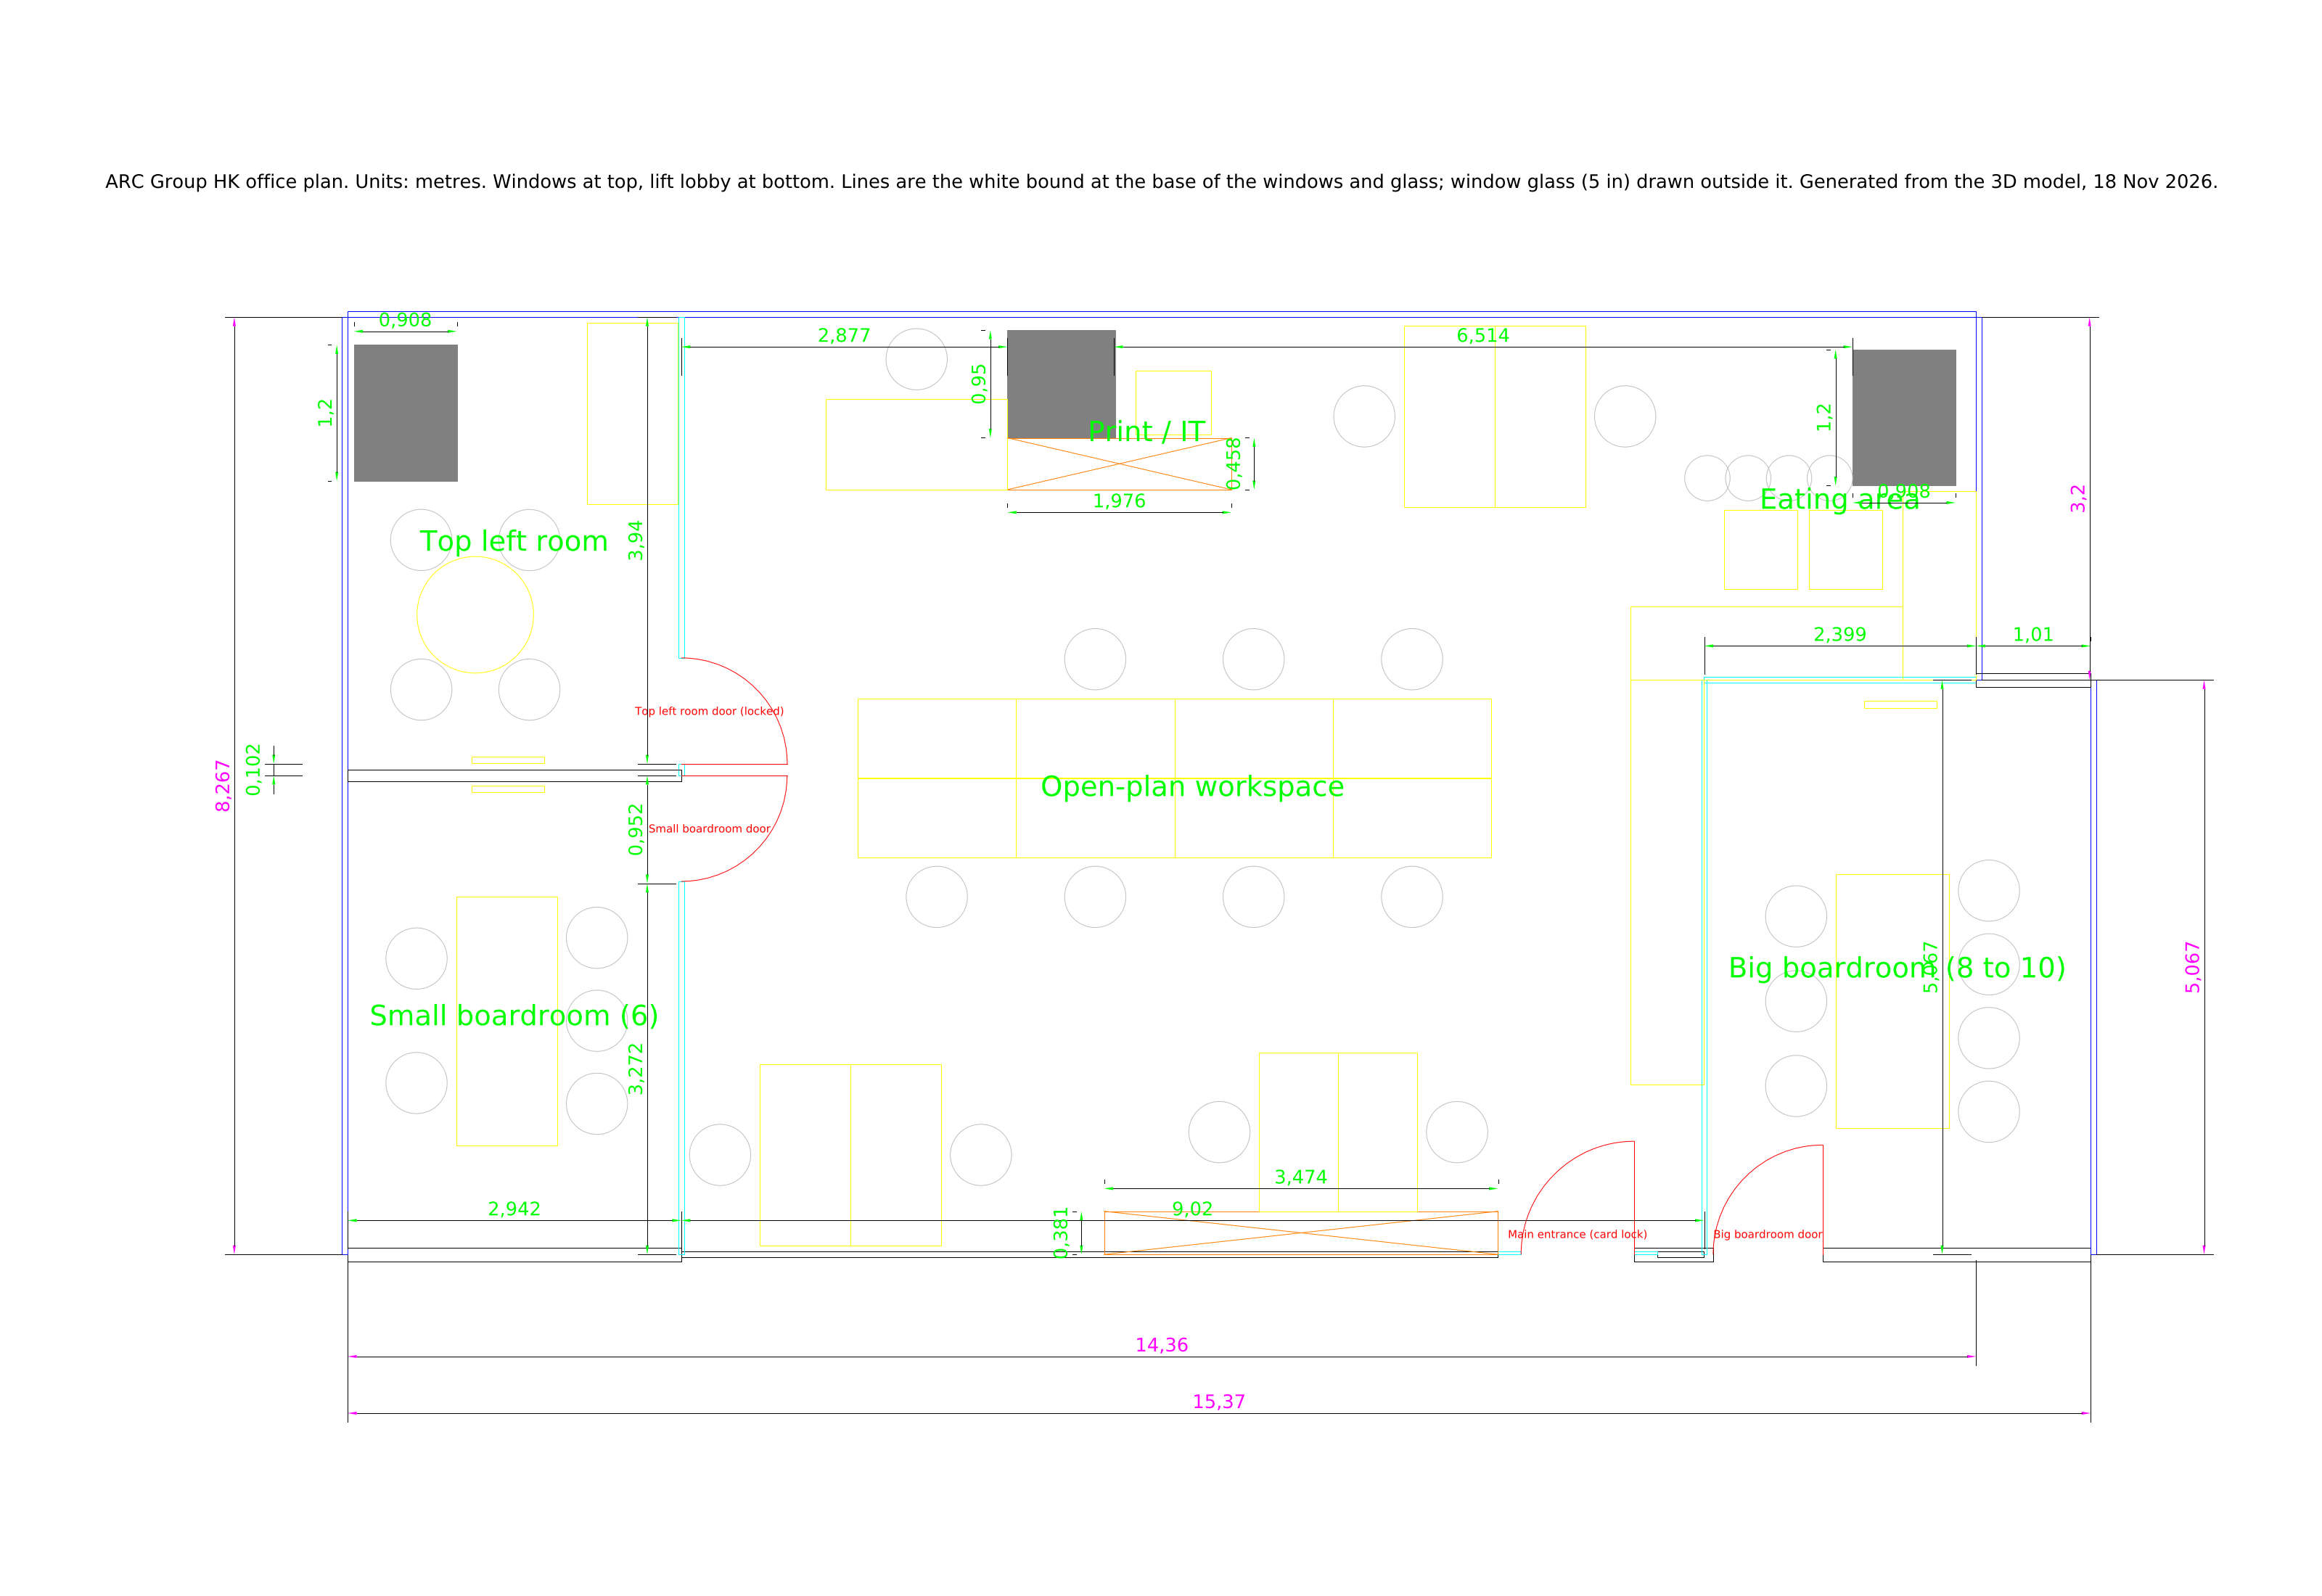 ARC Group HK office plan. Units: metres. Windows at top, lift lobby at bottom. Lines are the white bound at the base of the windows and glass; window glass (5 in) drawn outside it. Generated from the 3D model, 18 Nov 2026.
0,908
2,877
6,514
0,95
1,2
1,2
Print / IT
0,458
1,976
0,908
Eating area
3,2
Top left room
3,94
2,399
1,01
Top left room door (locked)
8,267
0,102
Open-plan workspace
0,952
Small boardroom door
Big boardroom (8 to 10)
5,067
5,067
Small boardroom (6)
3,272
3,474
2,942
9,02
0,381
Main entrance (card lock)
Big boardroom door
14,36
15,37